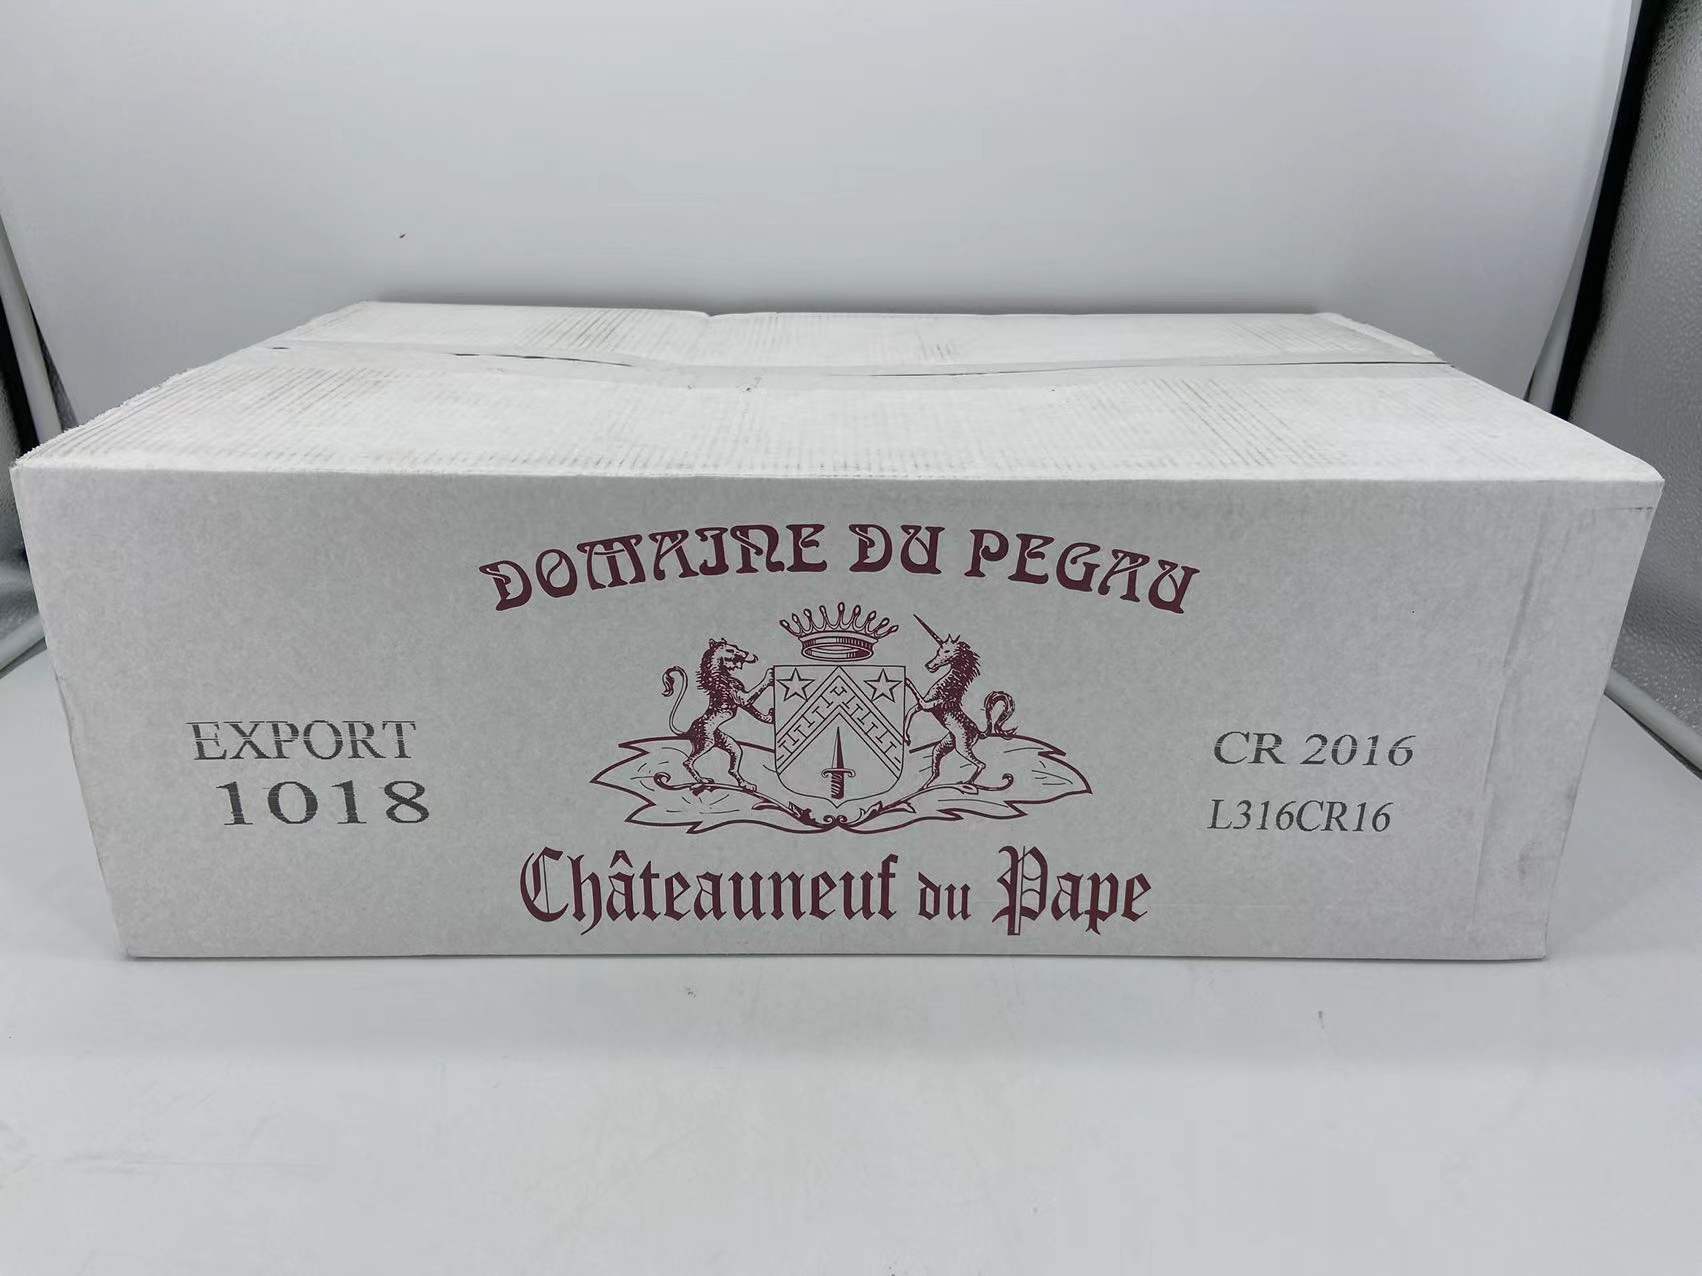 DOMAINE DU PEGAU
EXPORT
1018
CR 2016
L316CR16
Châteauneuf du Pape